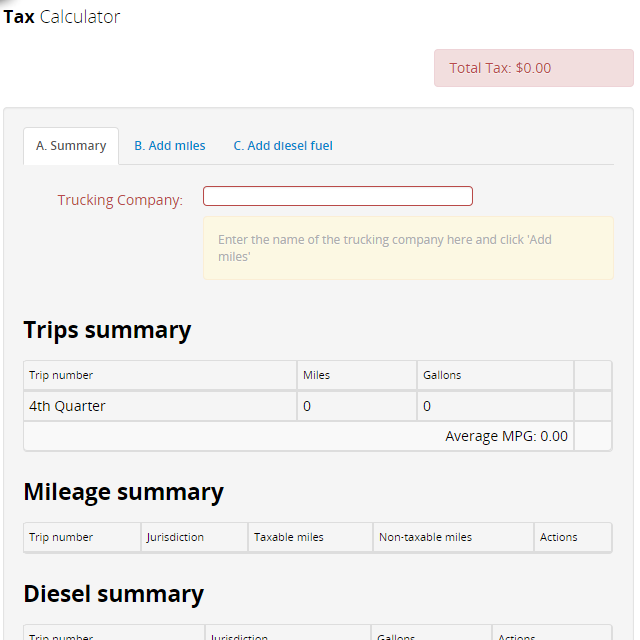 Tax Calculator
Total Tax: $0.00
A. Summary B. Add miles C. Add diesel fuel
Trucking Company:
Enter the name of the trucking company here and click 'Add
miles'
Trips summary
Trip number Miles Gallons
4th Quarter 0 0
Average MPG: 0.00
Mileage summary
Trip number Jurisdiction Taxable miles Non-taxable miles Actions
Diesel summary
Trip number Jurisdiction Gallons Actions